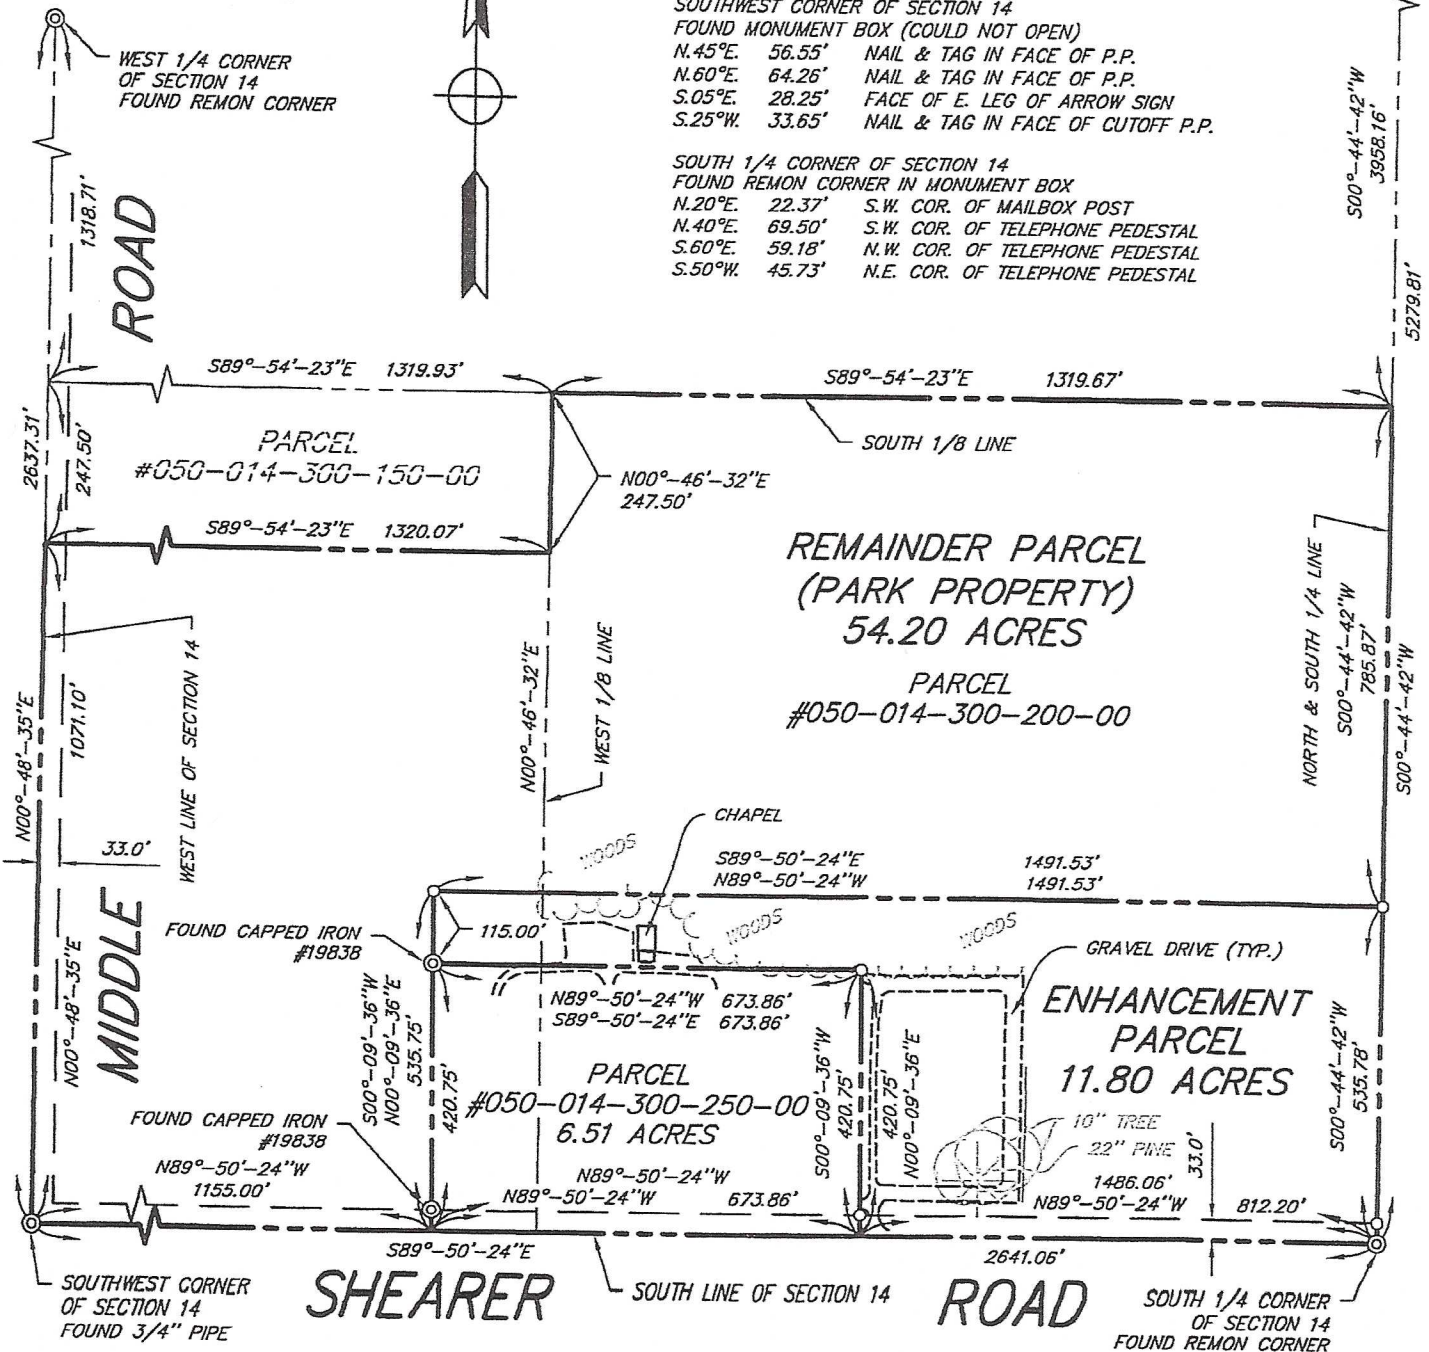 SOUTHWEST CORNER OF SECTION 14
FOUND MONUMENT BOX (COULD NOT OPEN)
N.45°E. 56.55' NAIL & TAG IN FACE OF P.P.
N.60°E. 64.26' NAIL & TAG IN FACE OF P.P.
S.05°E. 28.25' FACE OF E. LEG OF ARROW SIGN
S.25°W. 33.65' NAIL & TAG IN FACE OF CUTOFF P.P.
SOUTH 1/4 CORNER OF SECTION 14
FOUND REMON CORNER IN MONUMENT BOX
N.20°E. 22.37' S.W. COR. OF MAILBOX POST
N.40°E. 69.50' S.W. COR. OF TELEPHONE PEDESTAL
S.60°E. 59.18' N.W. COR. OF TELEPHONE PEDESTAL
S.50°W. 45.73' N.E. COR. OF TELEPHONE PEDESTAL
WEST 1/4 CORNER
OF SECTION 14
FOUND REMON CORNER
1318.71'
ROAD
S00°-44'-42"W
3958.16'
5279.81'
S89°-54'-23"E 1319.93'
S89°-54'-23"E 1319.67'
SOUTH 1/8 LINE
2637.31'
247.50'
PARCEL
#050-014-300-150-00
N00°-46'-32"E
247.50'
S89°-54'-23"E 1320.07'
REMAINDER PARCEL
(PARK PROPERTY)
54.20 ACRES
PARCEL
#050-014-300-200-00
NORTH & SOUTH 1/4 LINE
S00°-44'-42"W
785.87'
S00°-44'-42"W
N00°-48'-35"E
1071.10'
WEST LINE OF SECTION 14
N00°-46'-32"E
WEST 1/8 LINE
33.0'
CHAPEL
WOODS
S89°-50'-24"E 1491.53'
N89°-50'-24"W 1491.53'
MIDDLE
N00°-48'-35"E
FOUND CAPPED IRON
#19838
115.00'
WOODS
WOODS
GRAVEL DRIVE (TYP.)
S00°-09'-36"W
N00°-09'-36"E
535.75'
420.75'
N89°-50'-24"W 673.86'
S89°-50'-24"E 673.86'
ENHANCEMENT
PARCEL
11.80 ACRES
PARCEL
#050-014-300-250-00
6.51 ACRES
S00°-09'-36"W
420.75'
420.75'
N00°-09'-36"E
S00°-44'-42"W
535.78'
10" TREE
22" PINE
33.0'
FOUND CAPPED IRON
#19838
N89°-50'-24"W
1155.00'
N89°-50'-24"W
N89°-50'-24"W 673.86'
1486.06'
N89°-50'-24"W 812.20'
S89°-50'-24"E
2641.06'
SOUTHWEST CORNER
OF SECTION 14
FOUND 3/4" PIPE
SHEARER ROAD
SOUTH LINE OF SECTION 14
SOUTH 1/4 CORNER
OF SECTION 14
FOUND REMON CORNER